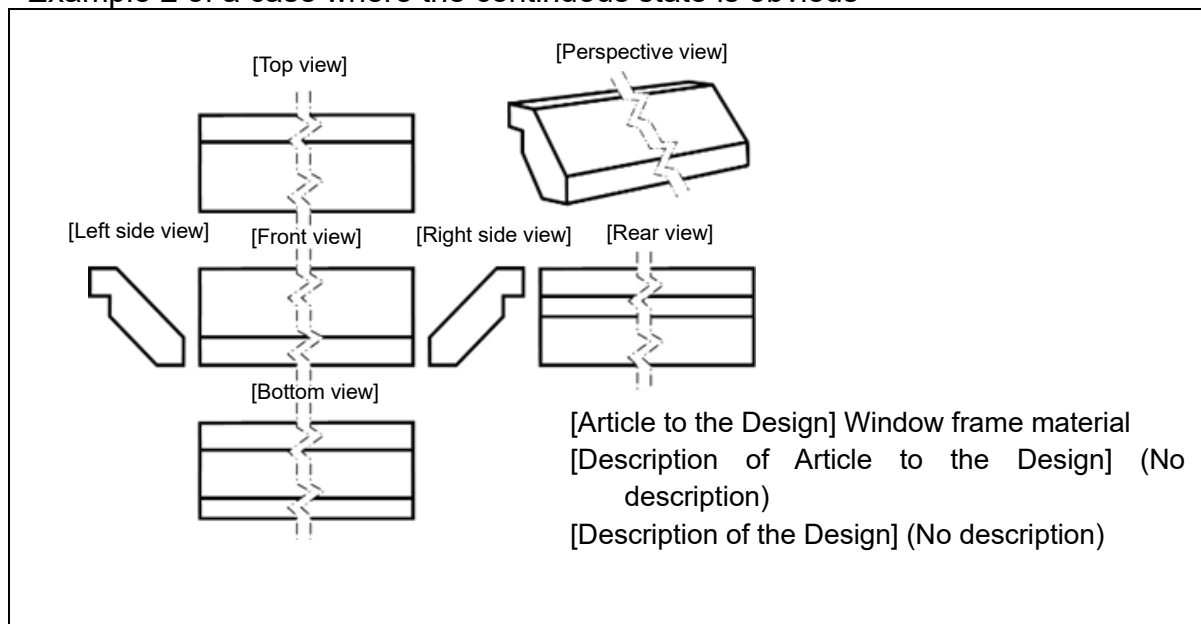 Example 2 of a case where the continuous state is obvious
[Top view]
[Perspective view]
[Left side view]
[Front view]
[Right side view]
[Rear view]
[Bottom view]
[Article to the Design] Window frame material
[Description of Article to the Design] (No
description)
[Description of the Design] (No description)